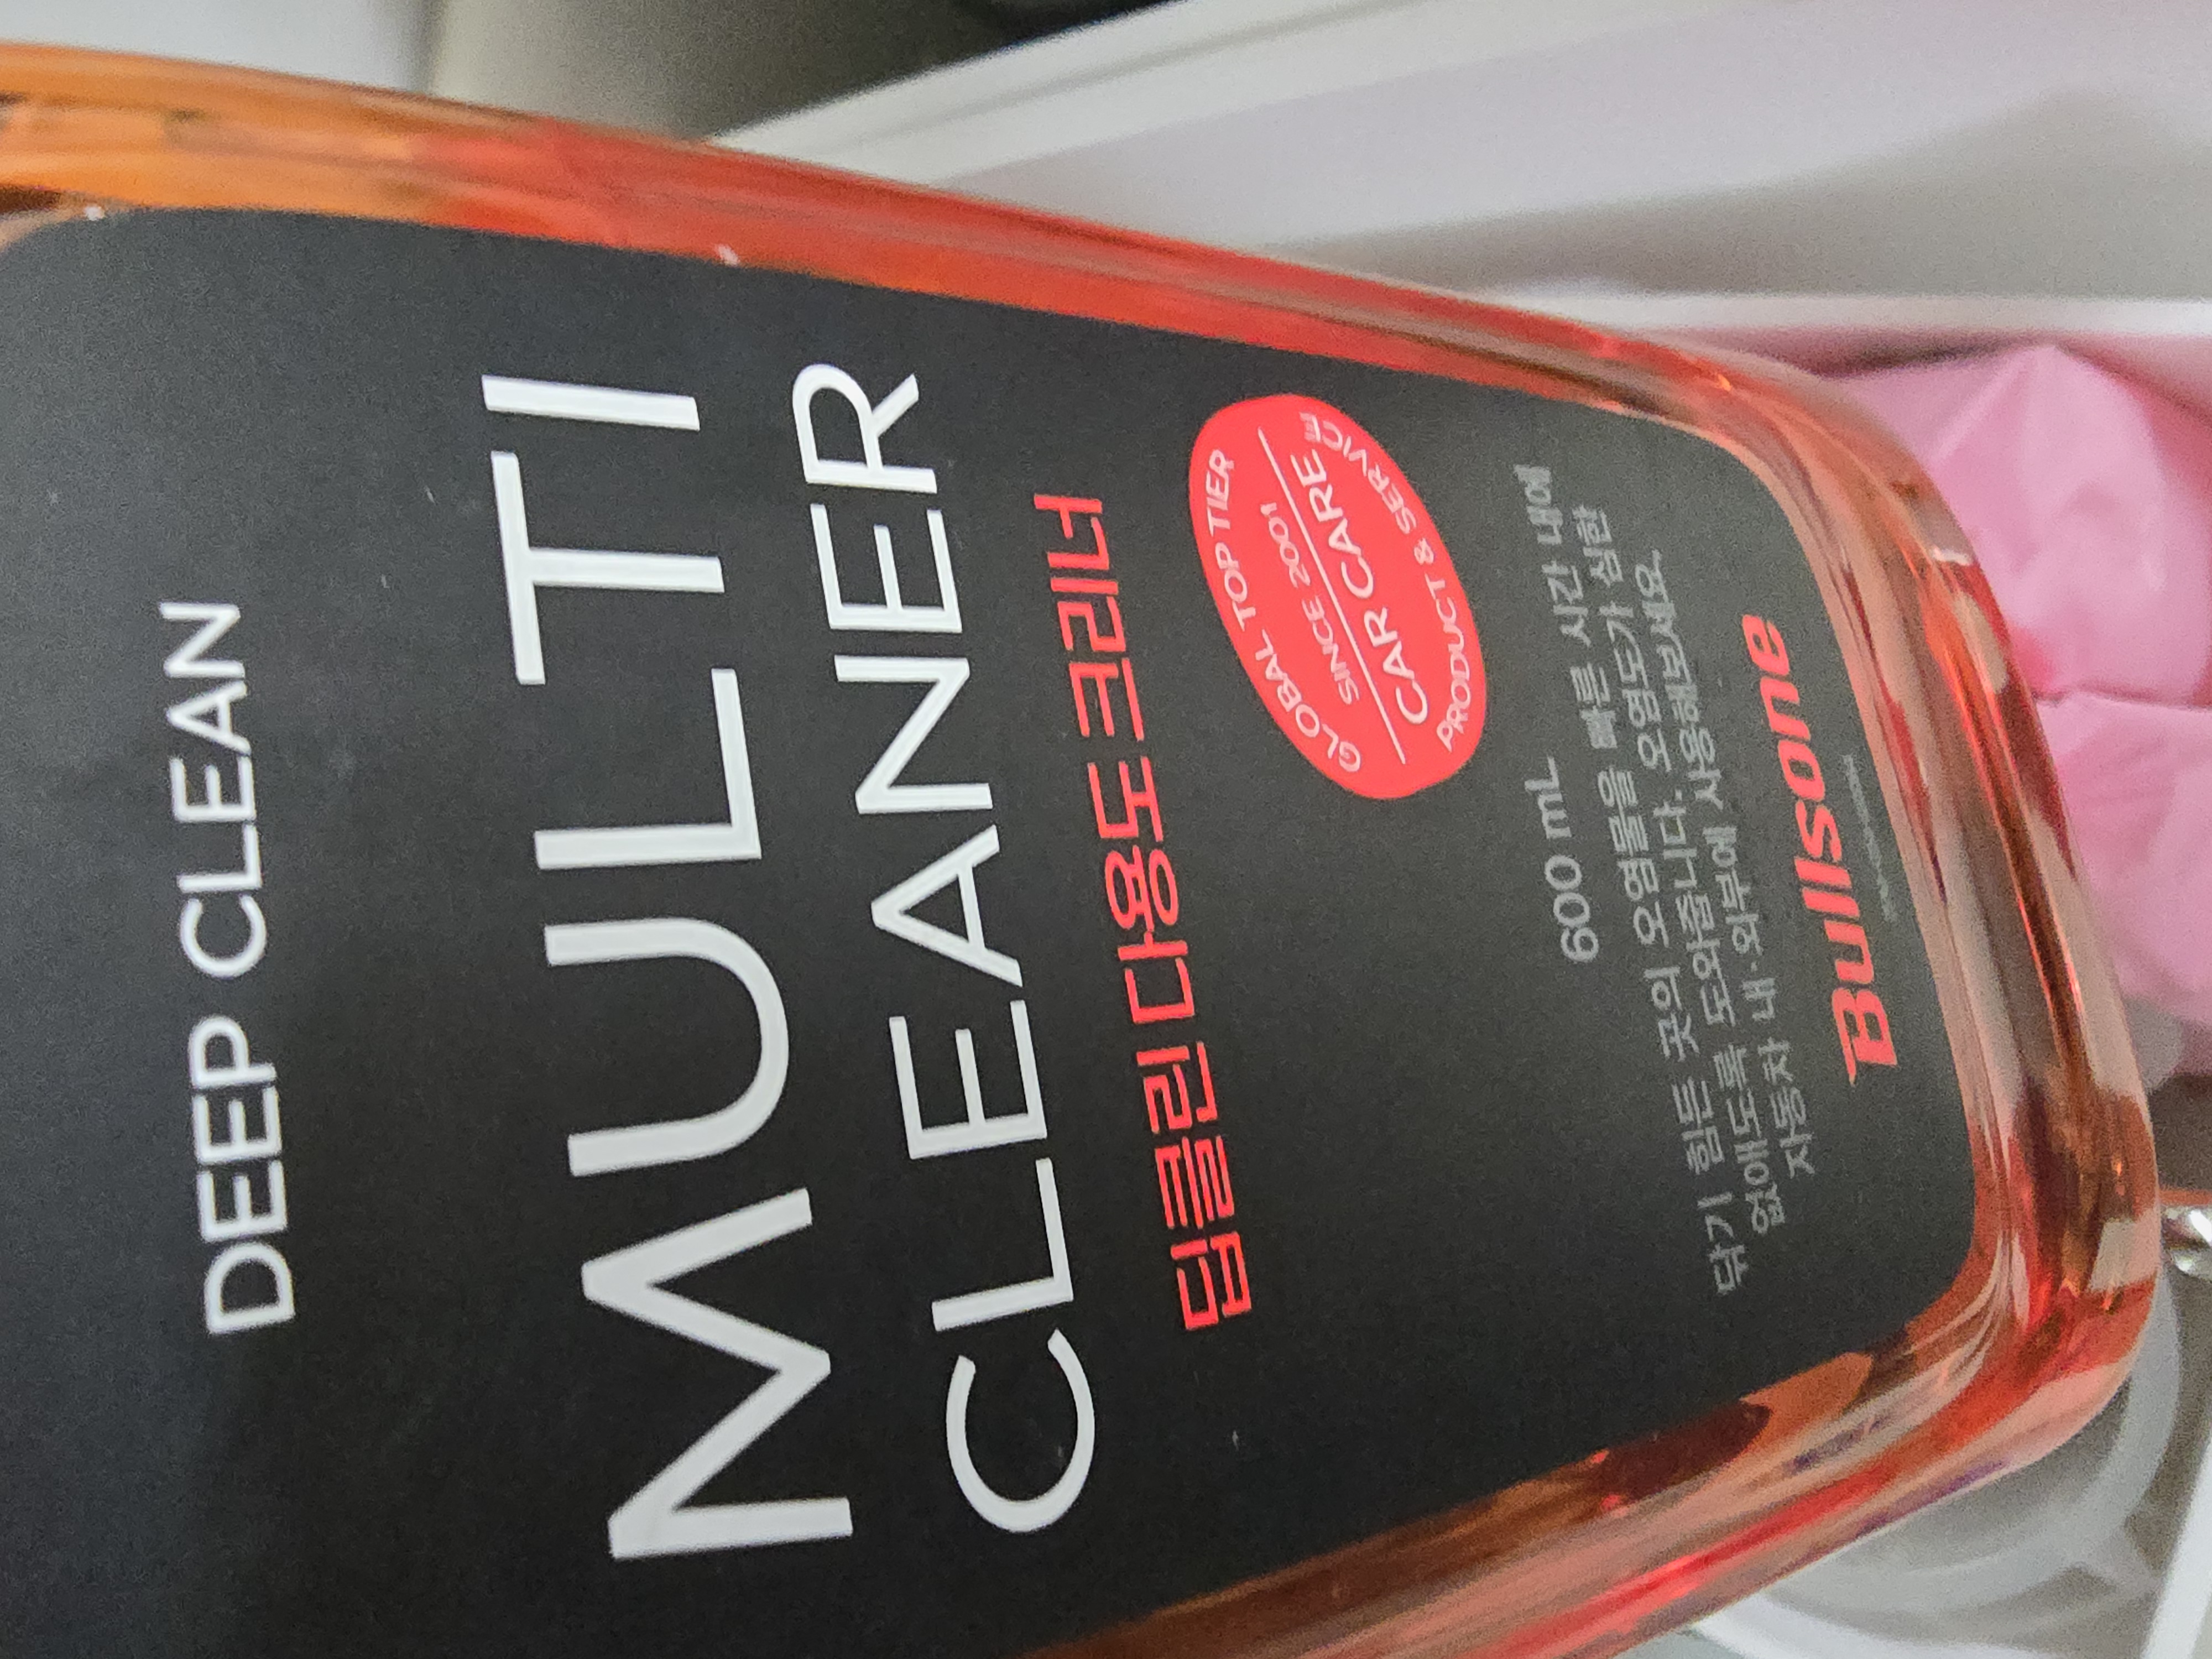 DEEP CLEAN
MULTI
CLEANER
딥클린 다용도 크리너
GLOBAL TOP TIER
SINCE 2001
CAR CARE
PRODUCT & SERVICE
600 mL
닦기 힘든 곳의 오염물을 빠른 시간 내에
없애도록 도와줍니다. 오염도가 심한
자동차 내·외부에 사용해보세요.
Bullsone